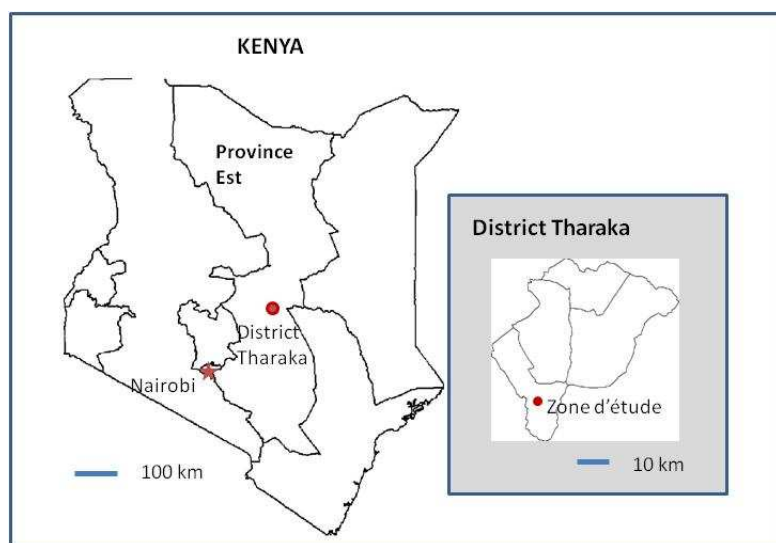 KENYA
Province
Est
District
Tharaka
Nairobi
100 km
District Tharaka
Zone d'étude
10 km